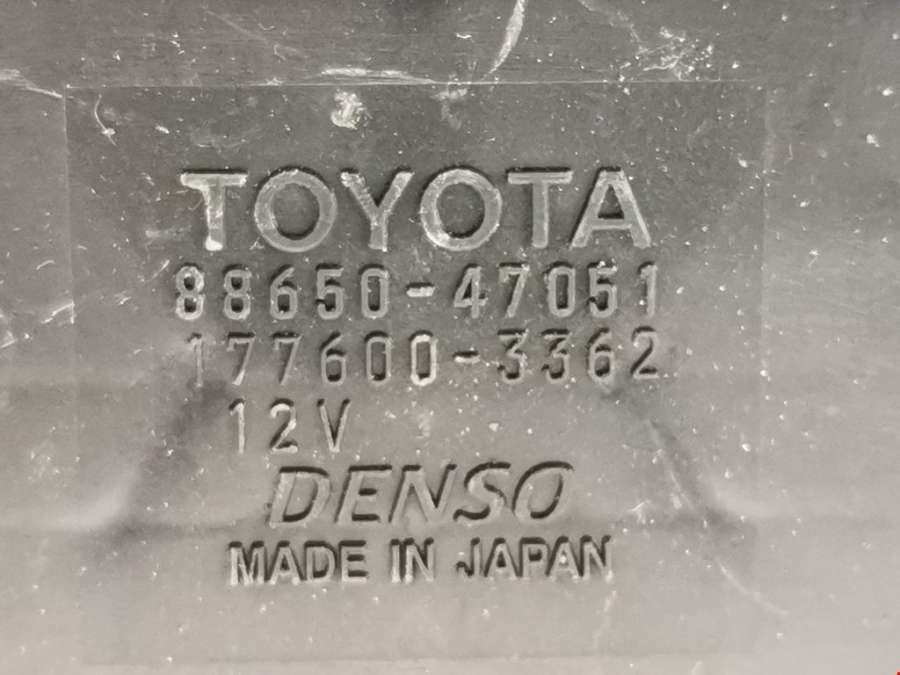 TOYOTA
88650-47051
177600-3362
12V
DENSO
MADE IN JAPAN